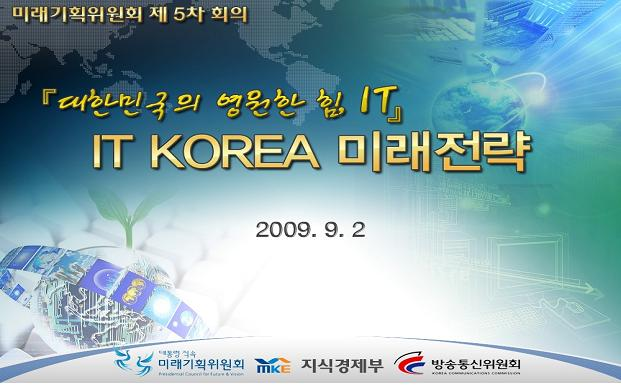 미래기획위원회 제 5차 회의
『대한민국의 영원한 힘, IT』
IT KOREA 미래전략
2009. 9. 2
대통령 직속
미래기획위원회
Presidential Council for Future & Vision
MKE 지식경제부
방송통신위원회
KOREA COMMUNICATIONS COMMISSION